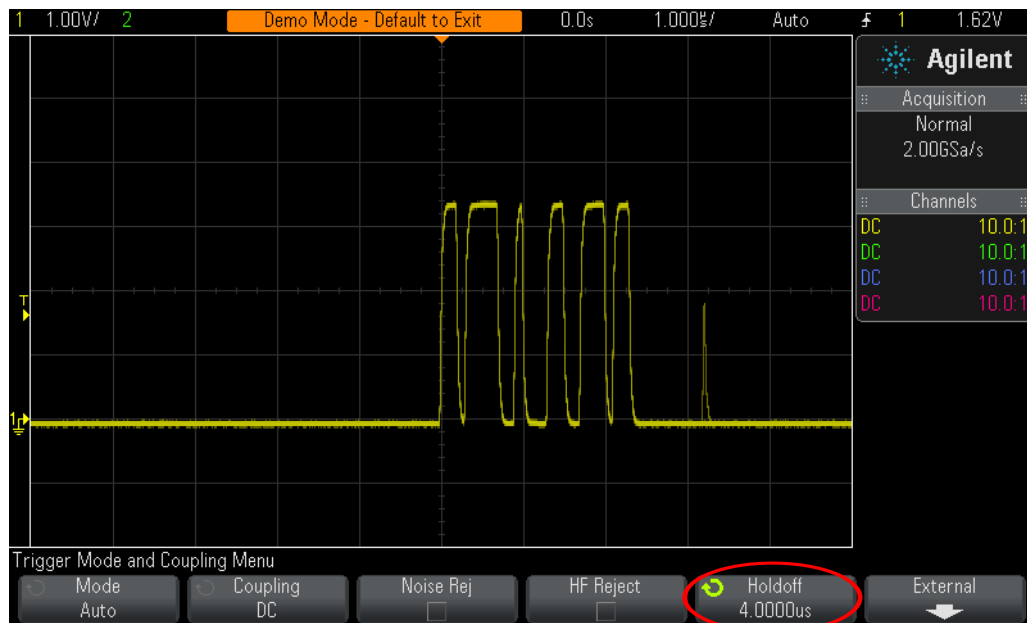 1 1.00V/ 2 Demo Mode - Default to Exit 0.0s 1.000µs/ Auto 1 1.62V
Agilent
Acquisition
Normal
2.00GSa/s
Channels
DC 10.0:1
DC 10.0:1
DC 10.0:1
DC 10.0:1
T
1
Trigger Mode and Coupling Menu
Mode Coupling Noise Rej HF Reject Holdoff External
Auto DC 4.0000us